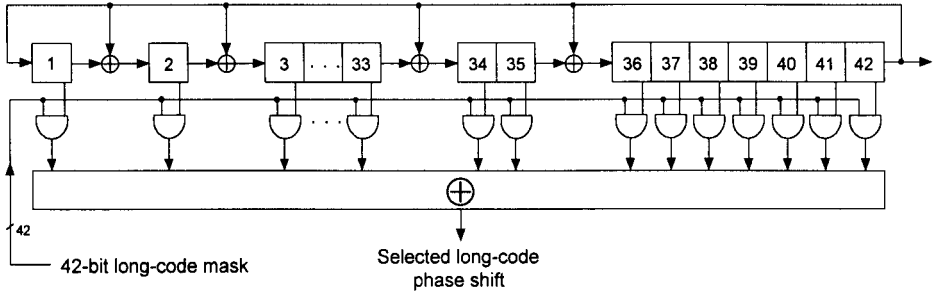 1 2 3 . . . 33 34 35 36 37 38 39 40 41 42
. . . .
42
42-bit long-code mask
Selected long-code
phase shift